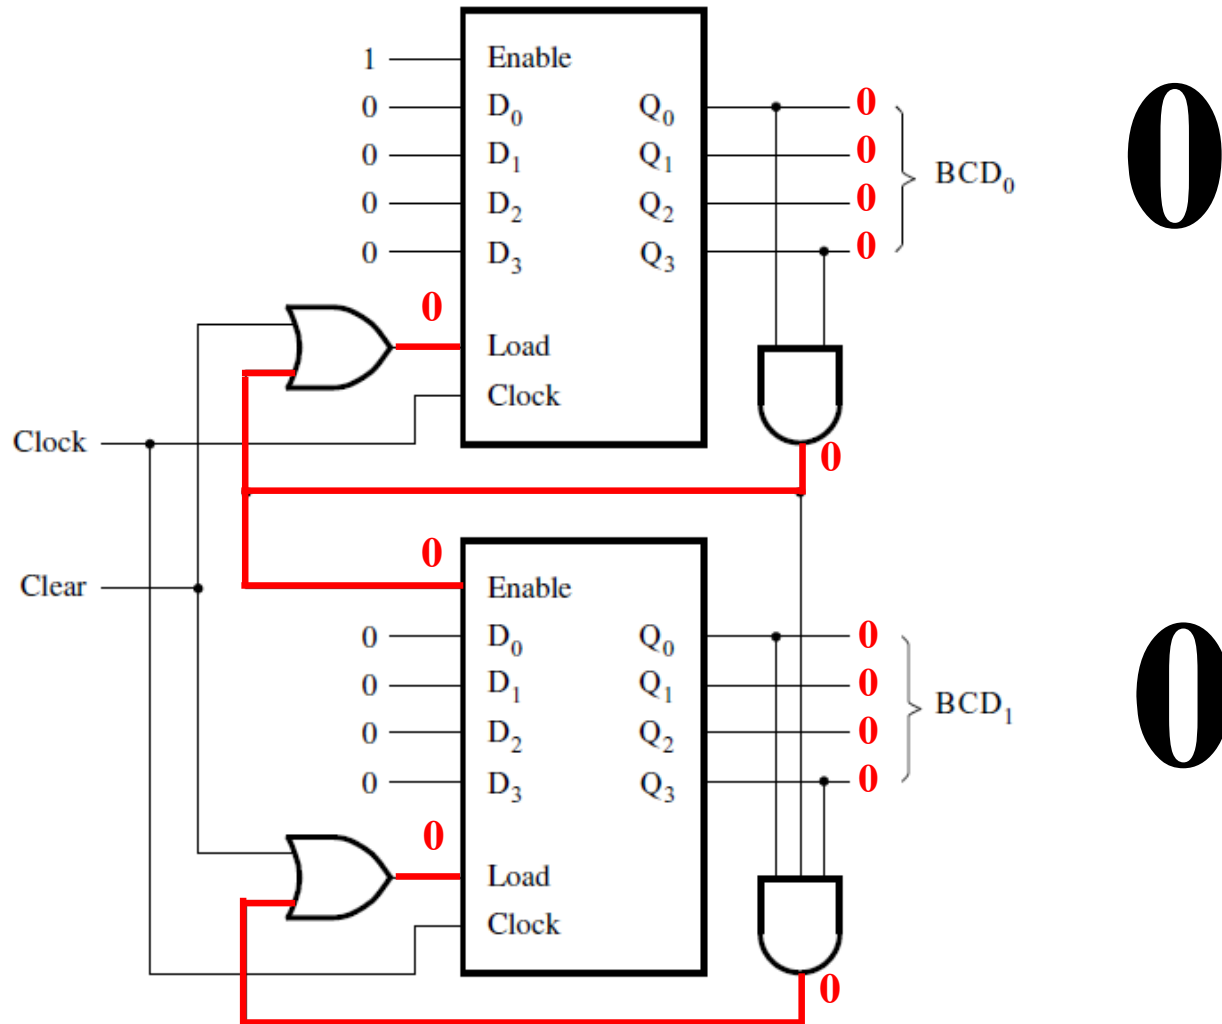 1 Enable
0 D0 Q0 0
0 D1 Q1 0
BCD0
0
0 D2 Q2 0
0 D3 Q3 0
0
Load
Clock
Clock
0
0
Clear
Enable
0 D0 Q0 0
0 D1 Q1 0
BCD1
0
0 D2 Q2 0
0 D3 Q3 0
0
Load
Clock
0